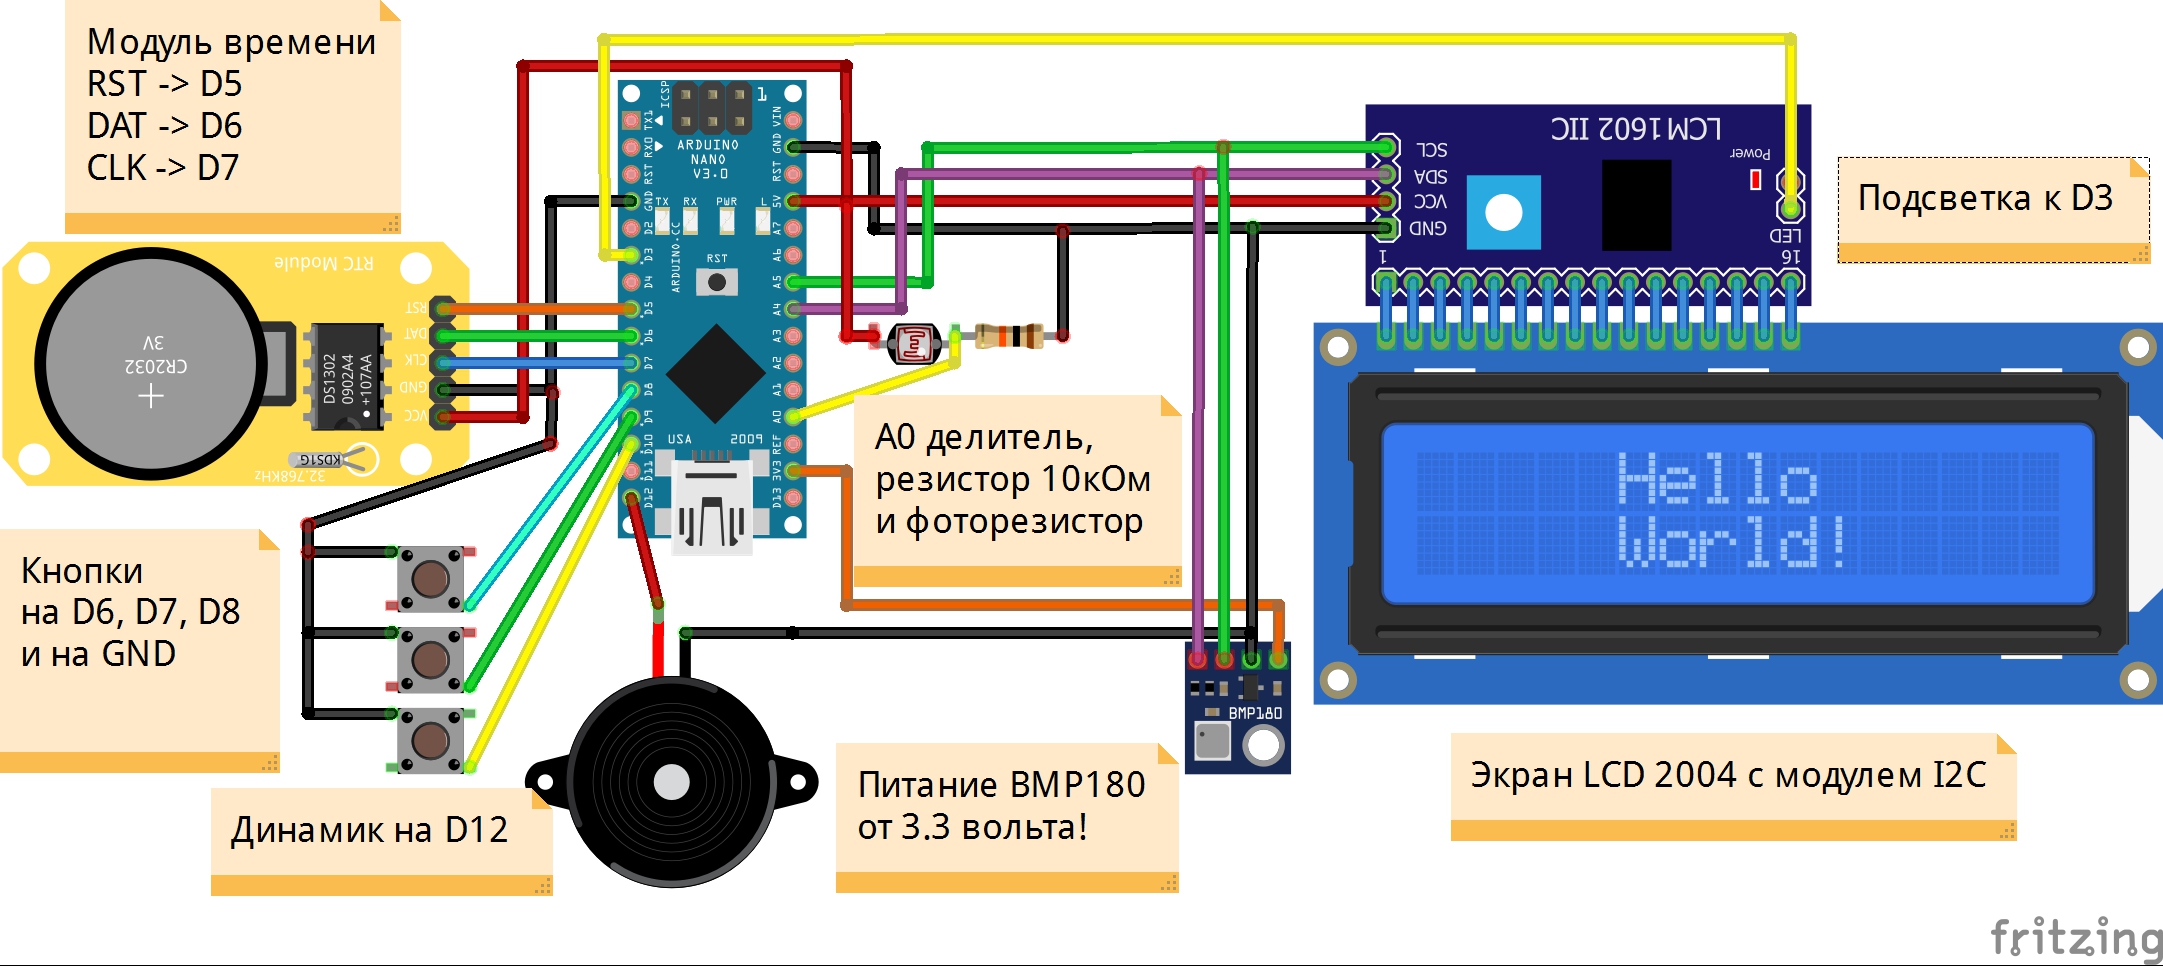 Модуль времени
RST -> D5
DAT -> D6
CLK -> D7
RTC Module
CR2032
3V
DS1302
0902A4
+107AA
RST
DAT
CLK
GND
VCC
KDS1G
32.768KHz
ICSP
1
ARDUINO
NANO
V3.0
TX RX PWR L
ARDUINO.CC
RST
TX1
RX0
RST
GND
D2
D3
D4
D5
D6
D7
D8
D9
D10
D11
D12
VIN
GND
RST
5V
A7
A6
A5
A4
A3
A2
A1
A0
REF
3V3
D13
USA
2009
LCM1602 IIC
SCL
SDA
VCC
GND
Power
LED
1
16
Подсветка к D3
А0 делитель,
резистор 10кОм
и фоторезистор
Hello
World!
Кнопки
на D6, D7, D8
и на GND
Динамик на D12
Питание BMP180
от 3.3 вольта!
BMP180
Экран LCD 2004 с модулем I2C
fritzing